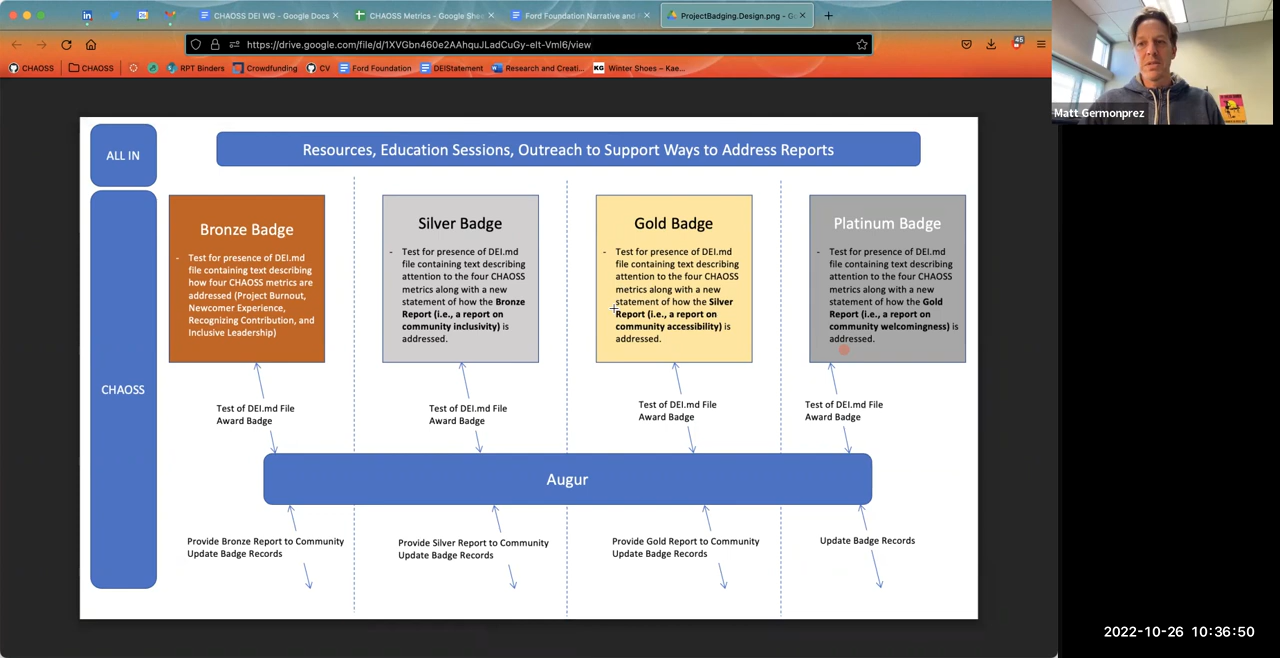 CHAOSS DEI WG - Google Docs
CHAOSS Metrics - Google She
Ford Foundation Narrative and
ProjectBadging.Design.png - G
https://drive.google.com/file/d/1XVGbn460e2AAhquJLadCuGy-eIt-VmI6/view
45
CHAOSS
CHAOSS
RPT Binders
Crowdfunding
CV
Ford Foundation
DEIStatement
Research and Creati...
KG Winter Shoes – Kae...
Matt Germonprez
ALL IN
Resources, Education Sessions, Outreach to Support Ways to Address Reports
CHAOSS
Bronze Badge
- Test for presence of DEI.md
file containing text describing
how four CHAOSS metrics are
addressed (Project Burnout,
Newcomer Experience,
Recognizing Contribution, and
Inclusive Leadership)
Silver Badge
- Test for presence of DEI.md
file containing text describing
attention to the four CHAOSS
metrics along with a new
statement of how the Bronze
Report (i.e., a report on
community inclusivity) is
addressed.
Gold Badge
- Test for presence of DEI.md
file containing text describing
attention to the four CHAOSS
metrics along with a new
statement of how the Silver
Report (i.e., a report on
community accessibility) is
addressed.
Platinum Badge
- Test for presence of DEI.md
file containing text describing
attention to the four CHAOSS
metrics along with a new
statement of how the Gold
Report (i.e., a report on
community welcomingness) is
addressed.
Test of DEI.md File
Award Badge
Test of DEI.md File
Award Badge
Test of DEI.md File
Award Badge
Test of DEI.md File
Award Badge
Augur
Provide Bronze Report to Community
Update Badge Records
Provide Silver Report to Community
Update Badge Records
Provide Gold Report to Community
Update Badge Records
Update Badge Records
2022-10-26 10:36:50